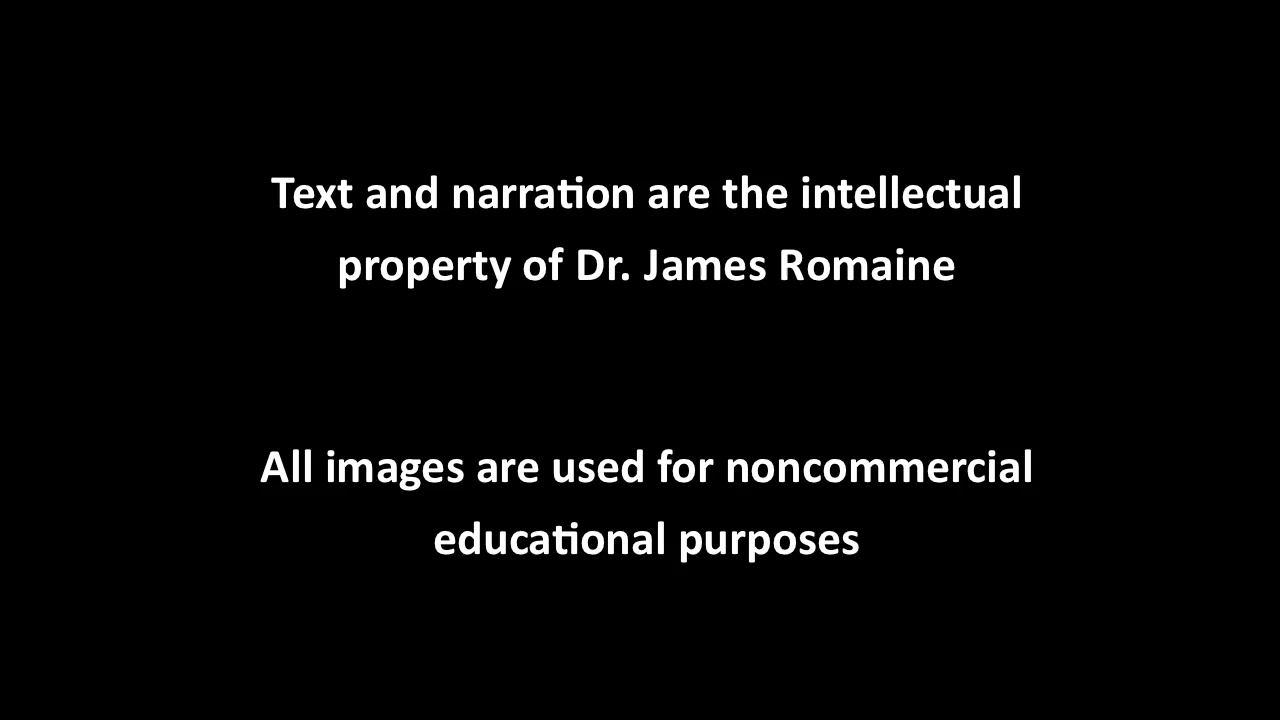 Text and narration are the intellectual
property of Dr. James Romaine
All images are used for noncommercial
educational purposes